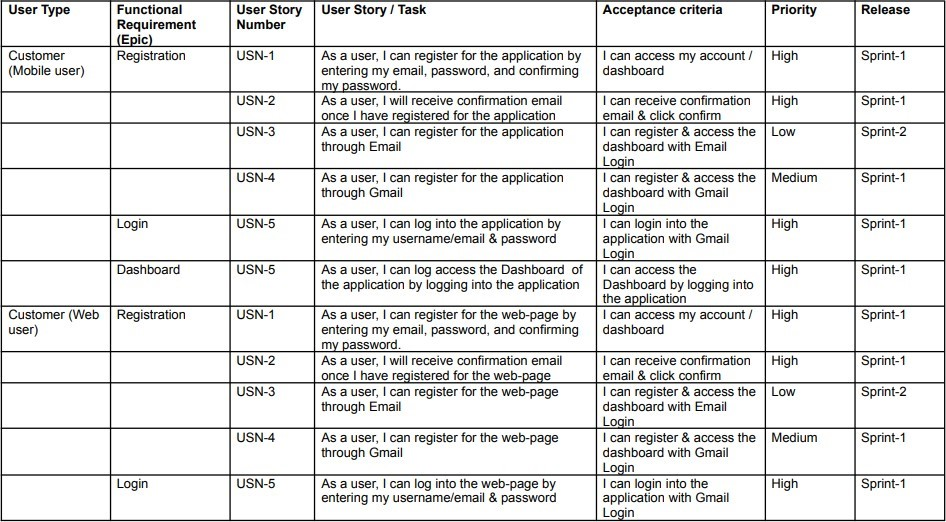 User Type Functional Requirement (Epic) User Story Number User Story / Task Acceptance criteria Priority Release
Customer (Mobile user) Registration USN-1 As a user, I can register for the application by entering my email, password, and confirming my password. I can access my account / dashboard High Sprint-1
USN-2 As a user, I will receive confirmation email once I have registered for the application I can receive confirmation email & click confirm High Sprint-1
USN-3 As a user, I can register for the application through Email I can register & access the dashboard with Email Login Low Sprint-2
USN-4 As a user, I can register for the application through Gmail I can register & access the dashboard with Gmail Login Medium Sprint-1
Login USN-5 As a user, I can log into the application by entering my username/email & password I can login into the application with Gmail Login High Sprint-1
Dashboard USN-5 As a user, I can log access the Dashboard of the application by logging into the application I can access the Dashboard by logging into the application High Sprint-1
Customer (Web user) Registration USN-1 As a user, I can register for the web-page by entering my email, password, and confirming my password. I can access my account / dashboard High Sprint-1
USN-2 As a user, I will receive confirmation email once I have registered for the web-page I can receive confirmation email & click confirm High Sprint-1
USN-3 As a user, I can register for the web-page through Email I can register & access the dashboard with Email Login Low Sprint-2
USN-4 As a user, I can register for the web-page through Gmail I can register & access the dashboard with Gmail Login Medium Sprint-1
Login USN-5 As a user, I can log into the web-page by entering my username/email & password I can login into the application with Gmail Login High Sprint-1